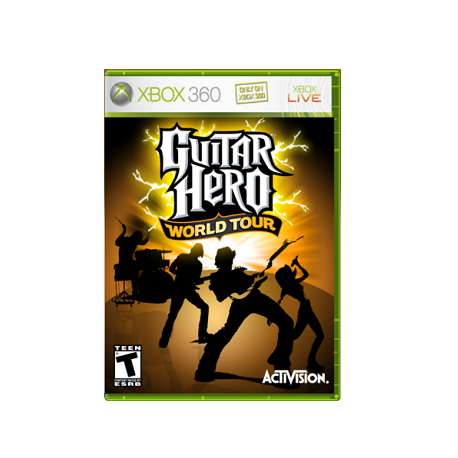 XBOX 360
ONLY ON
XBOX 360
XBOX
LIVE
GUITAR
HERO
WORLD TOUR
TEEN
T
ESRB
ACTIVISION.